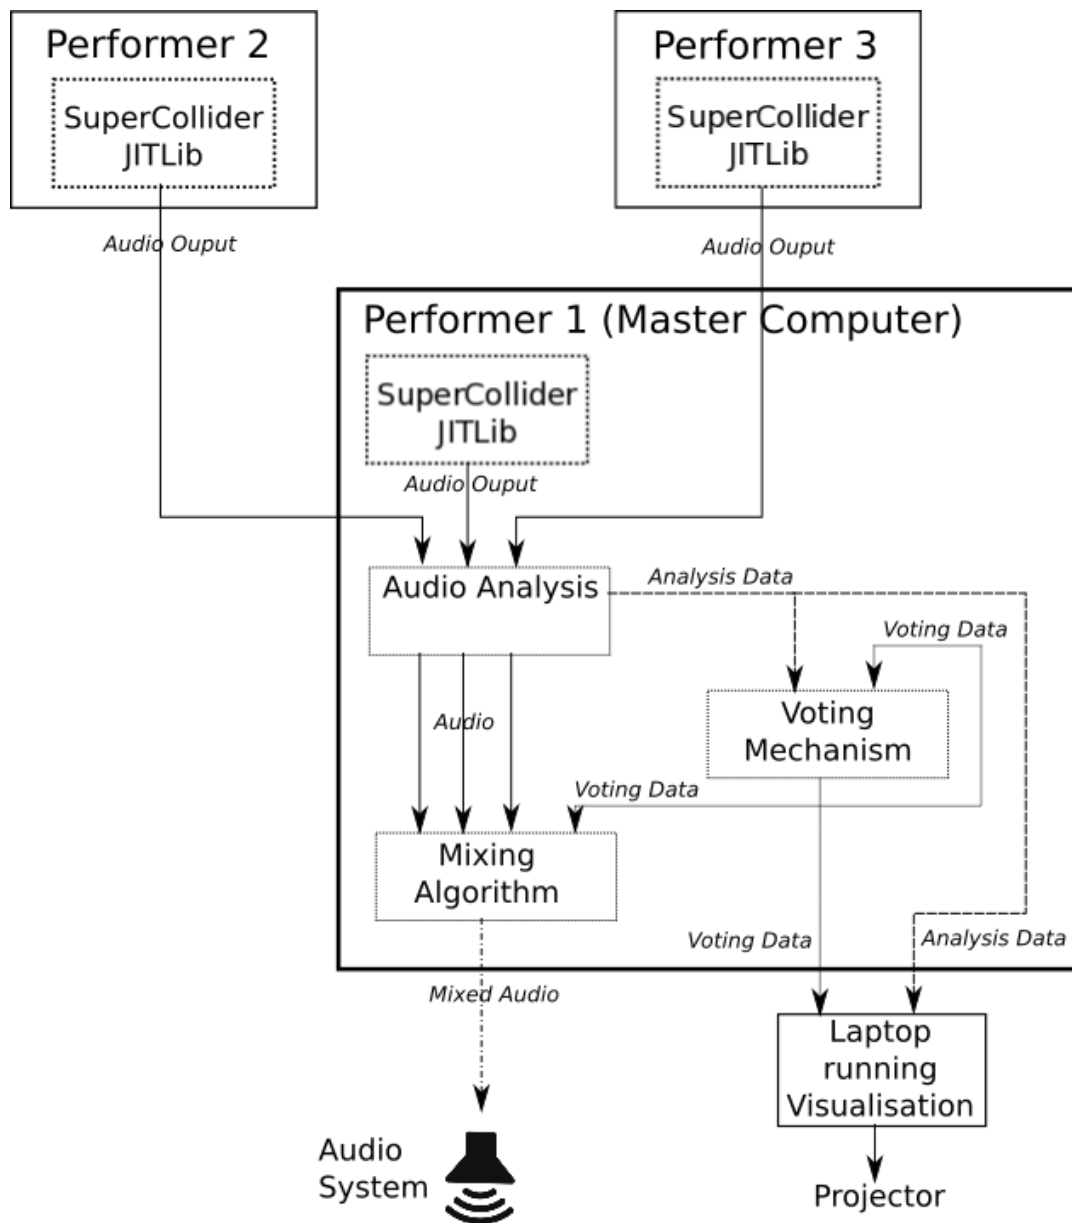 Performer 2
SuperCollider
JITLib
Audio Ouput
Performer 3
SuperCollider
JITLib
Audio Ouput
Performer 1 (Master Computer)
SuperCollider
JITLib
Audio Ouput
Audio Analysis
Analysis Data
Voting Data
Voting
Mechanism
Audio
Voting Data
Mixing
Algorithm
Voting Data
Analysis Data
Mixed Audio
Laptop
running
Visualisation
Audio
System
Projector